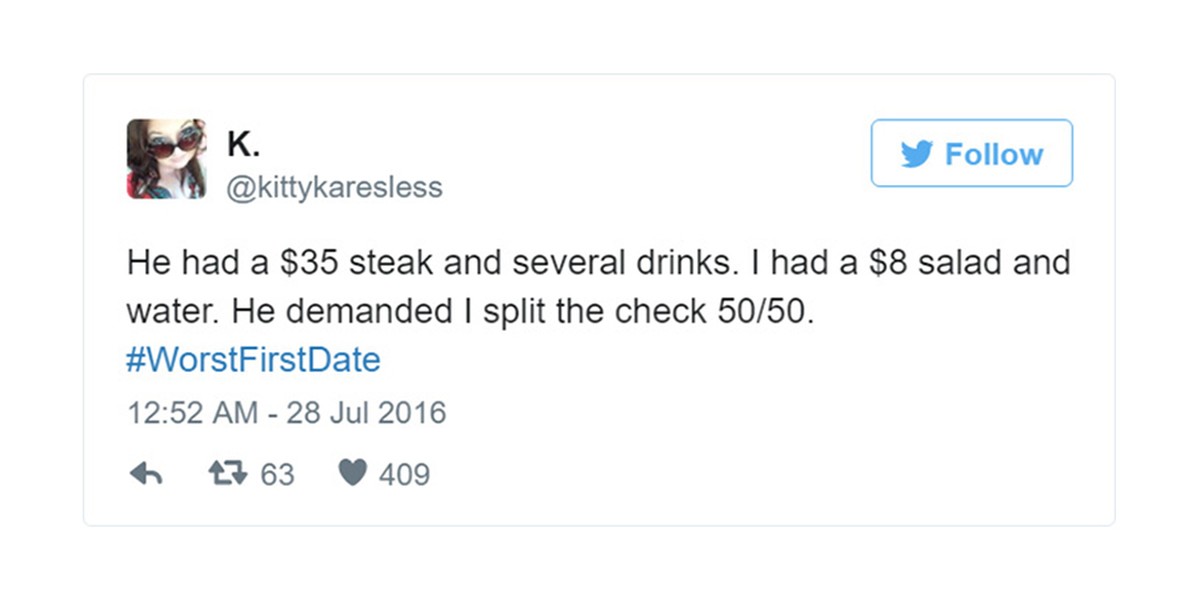 K.
@kittykaresless
Follow
He had a $35 steak and several drinks. I had a $8 salad and
water. He demanded I split the check 50/50.
#WorstFirstDate
12:52 AM - 28 Jul 2016
63 409